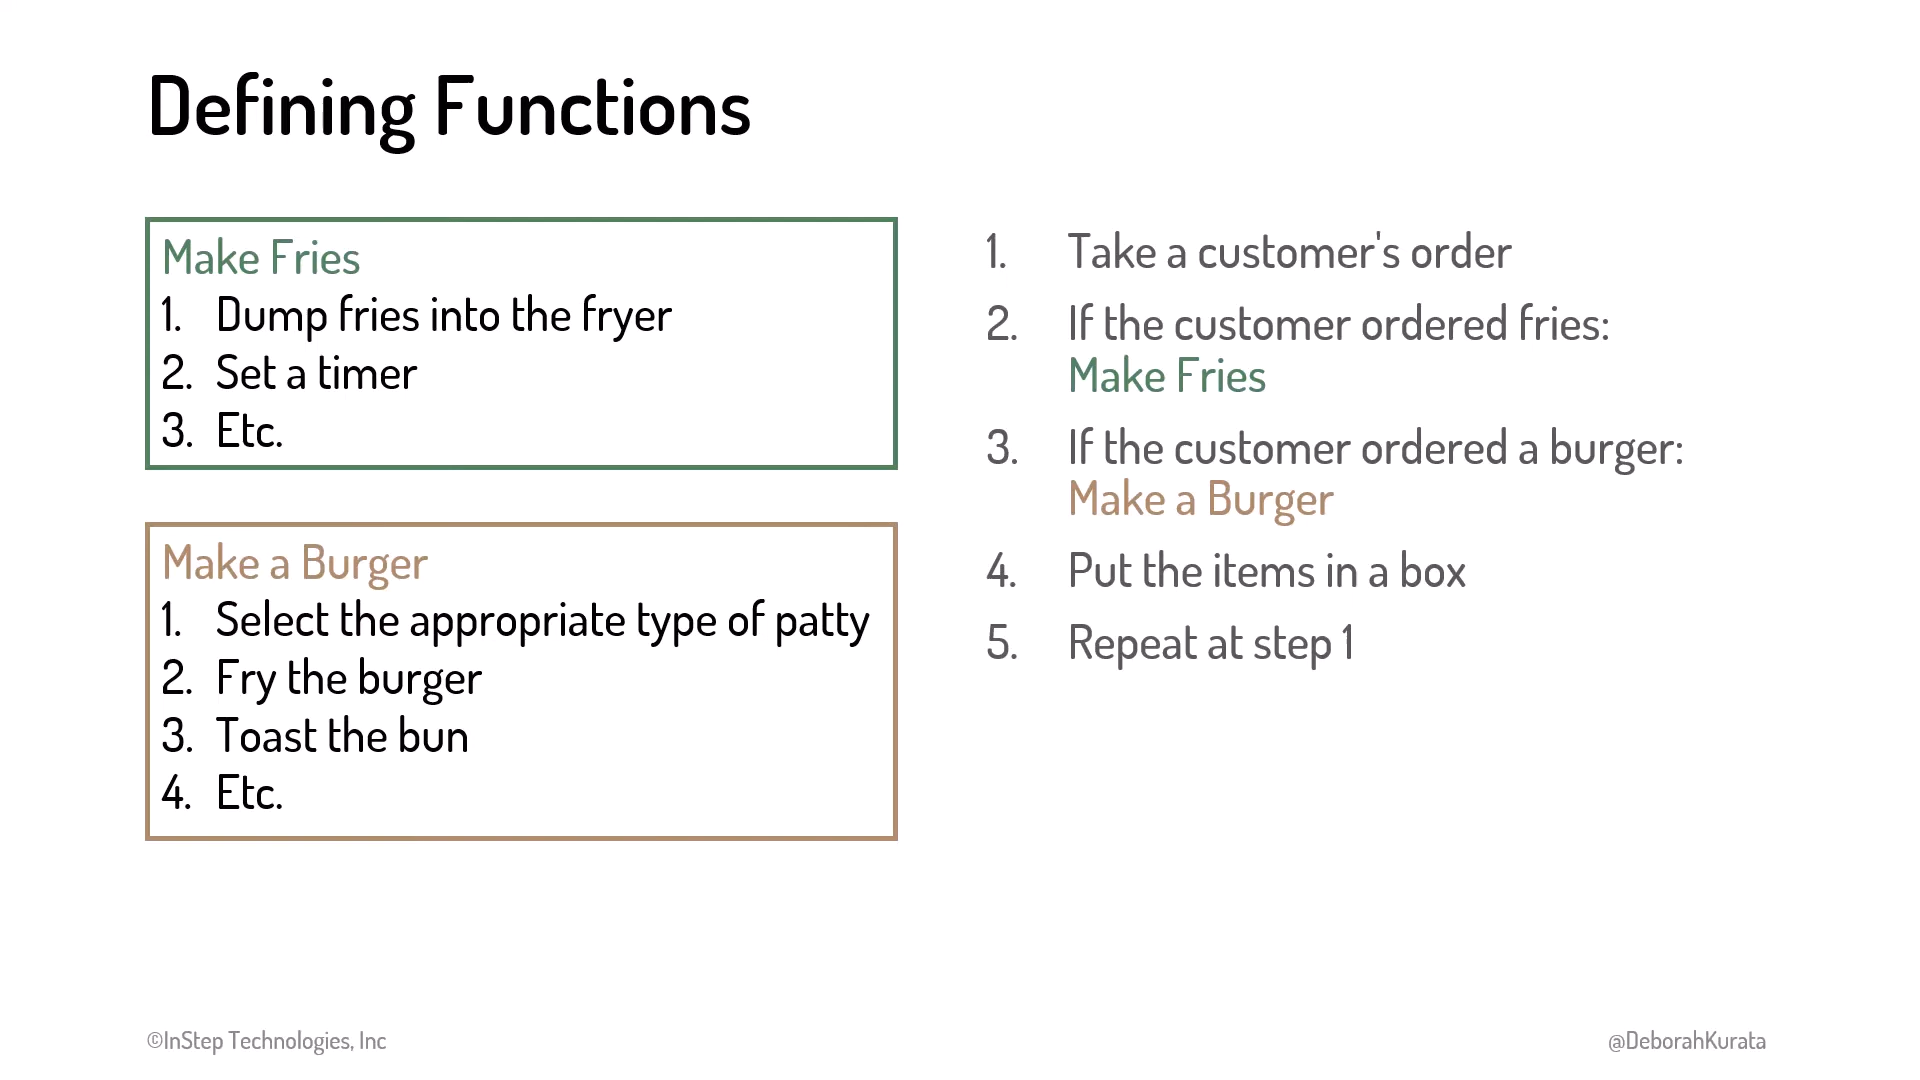 Defining Functions
Make Fries
1. Dump fries into the fryer
2. Set a timer
3. Etc.
Make a Burger
1. Select the appropriate type of patty
2. Fry the burger
3. Toast the bun
4. Etc.
1. Take a customer's order
2. If the customer ordered fries:
Make Fries
3. If the customer ordered a burger:
Make a Burger
4. Put the items in a box
5. Repeat at step 1
©InStep Technologies, Inc
@DeborahKurata